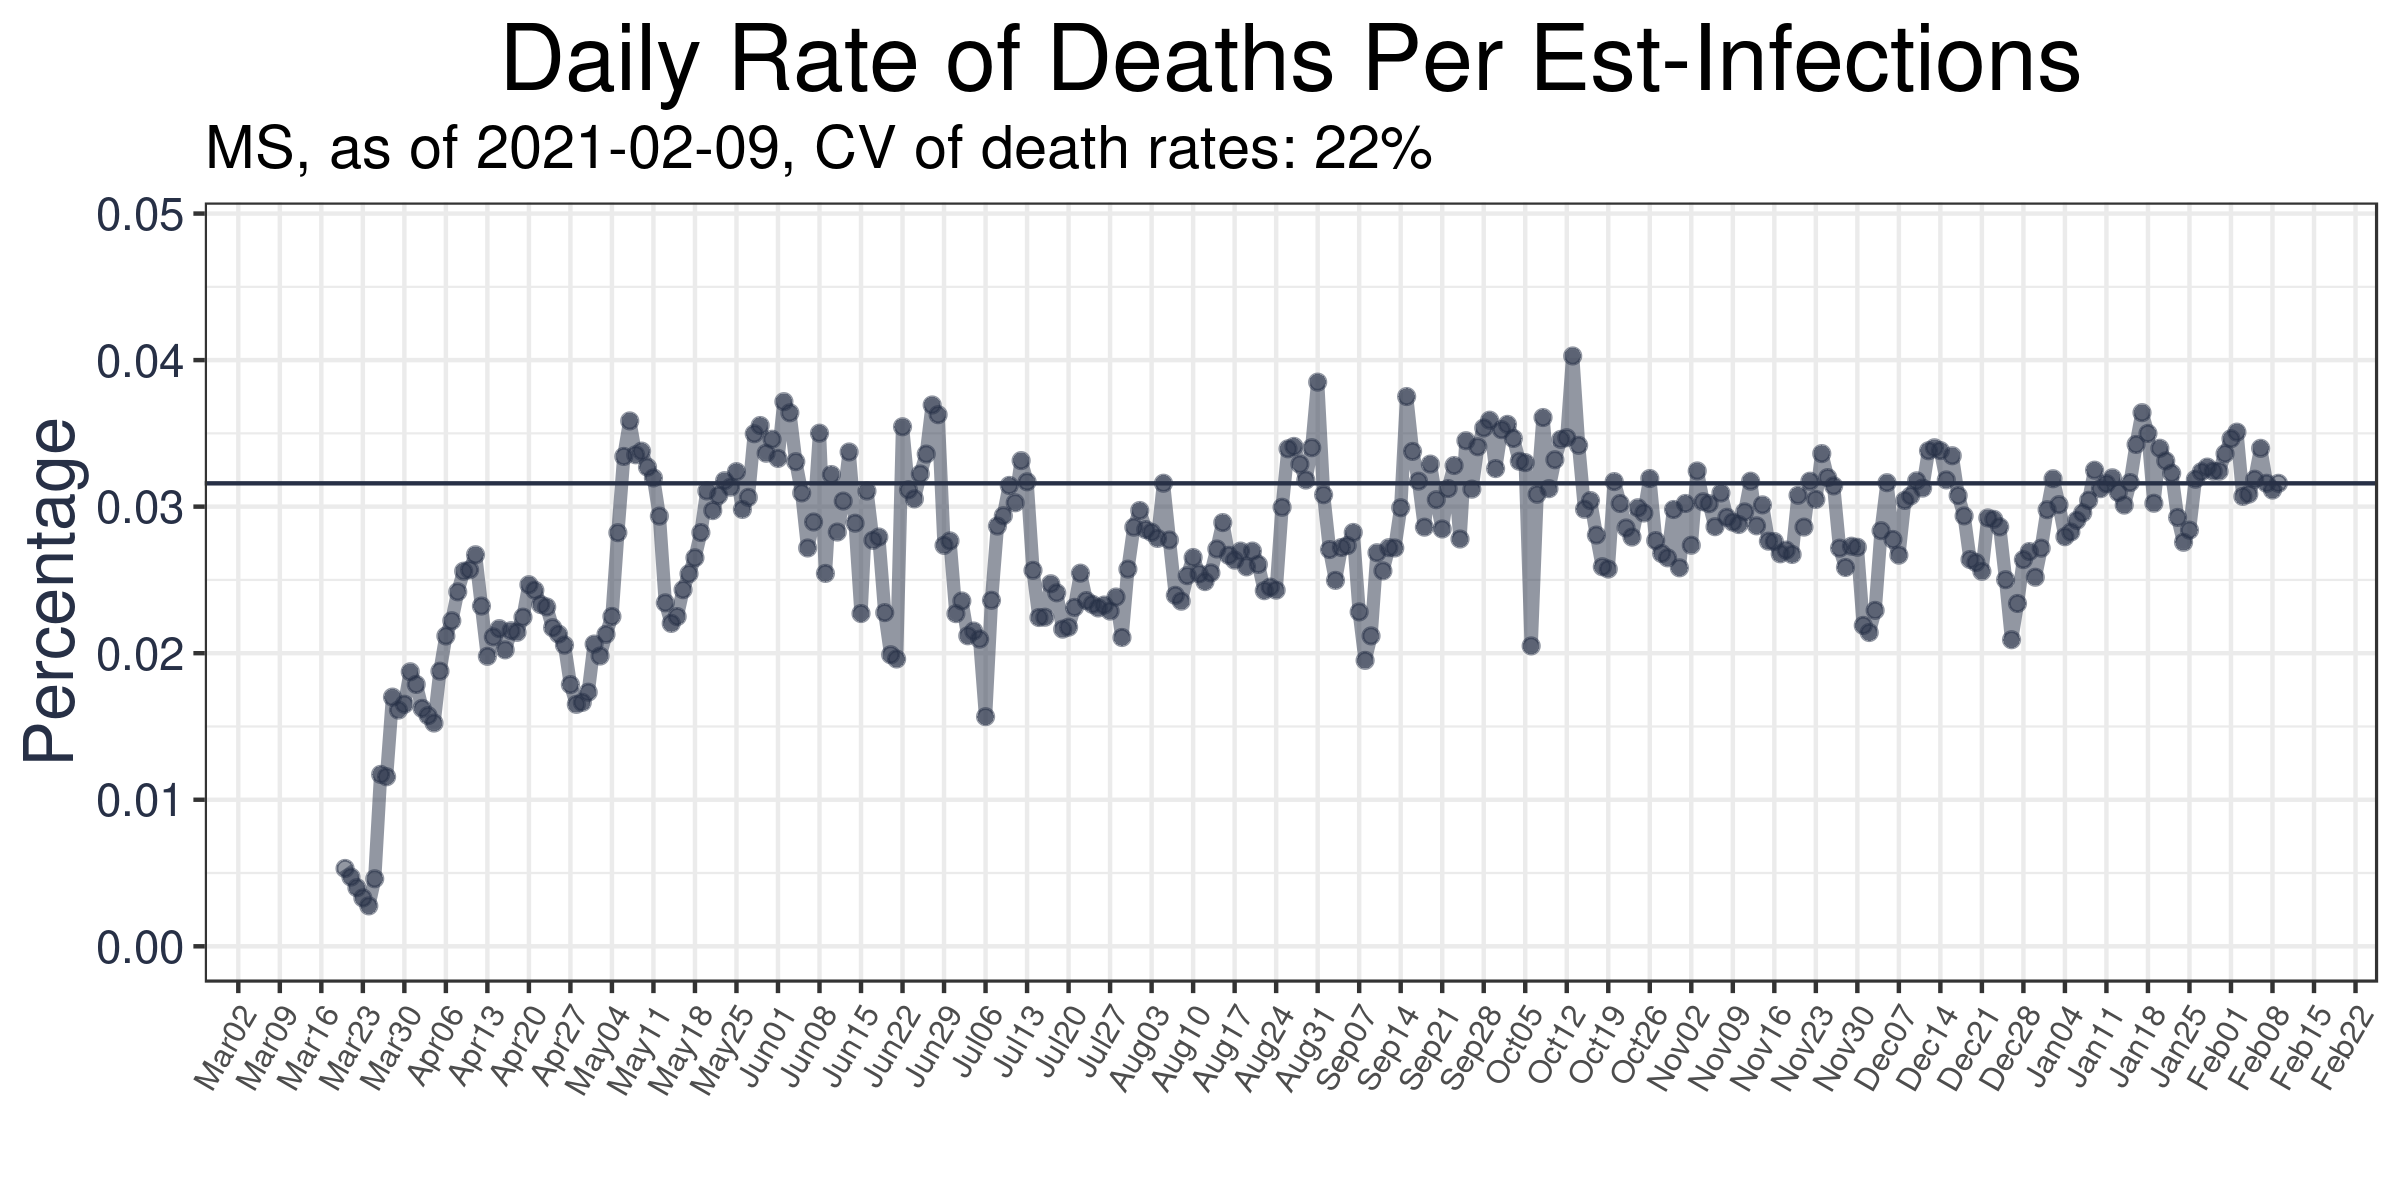 Daily Rate of Deaths Per Est-Infections
MS, as of 2021-02-09, CV of death rates: 22%
Percentage
0.05
0.04
0.03
0.02
0.01
0.00
Mar02
Mar09
Mar16
Mar23
Mar30
Apr06
Apr13
Apr20
Apr27
May04
May11
May18
May25
Jun01
Jun08
Jun15
Jun22
Jun29
Jul06
Jul13
Jul20
Jul27
Aug03
Aug10
Aug17
Aug24
Aug31
Sep07
Sep14
Sep21
Sep28
Oct05
Oct12
Oct19
Oct26
Nov02
Nov09
Nov16
Nov23
Nov30
Dec07
Dec14
Dec21
Dec28
Jan04
Jan11
Jan18
Jan25
Feb01
Feb08
Feb15
Feb22